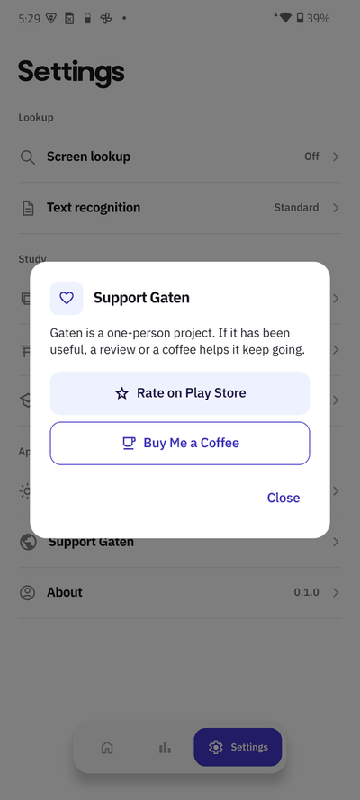 5:29
39%
Settings
Lookup
Screen lookup
Off
Text recognition
Standard
Study
Support Gaten
Gaten is a one-person project. If it has been
useful, a review or a coffee helps it keep going.
Rate on Play Store
Buy Me a Coffee
Close
Ap
Support Gaten
About
0.1.0
Settings